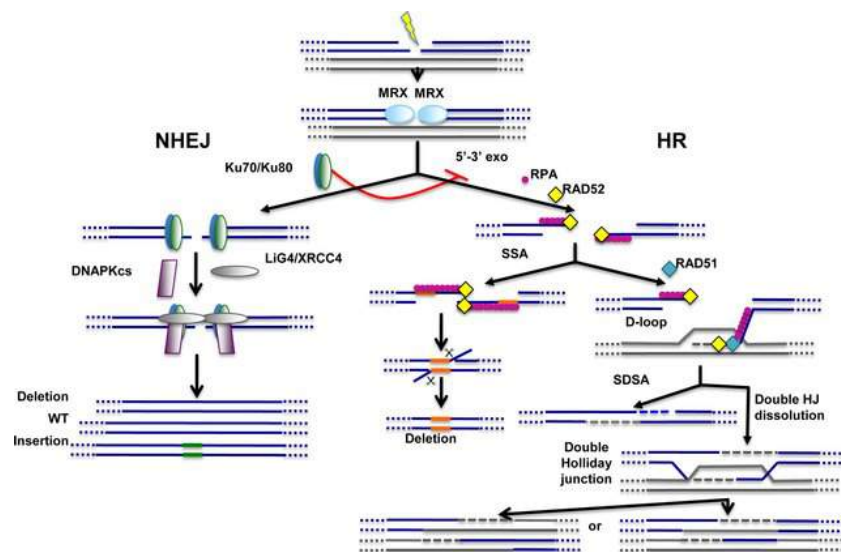 MRX MRX
NHEJ
HR
Ku70/Ku80
5'-3' exo
RPA
RAD52
DNAPKcs
LiG4/XRCC4
SSA
RAD51
D-loop
SDSA
Double HJ
dissolution
Deletion
WT
Insertion
X
X
Deletion
Double
Holliday
junction
or